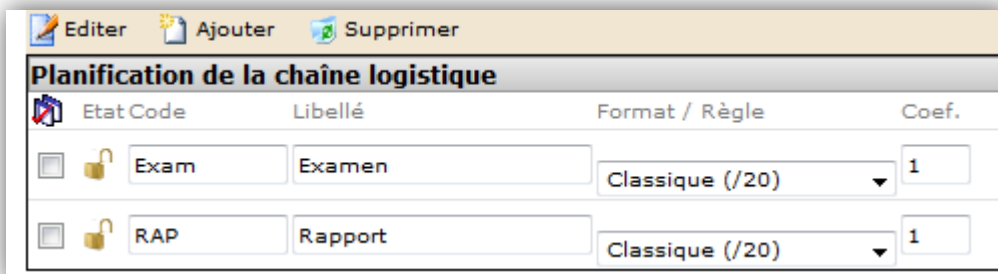 Editer Ajouter Supprimer
Planification de la chaîne logistique
Etat Code Libellé Format / Règle Coef.
Exam Examen Classique (/20) 1
RAP Rapport Classique (/20) 1